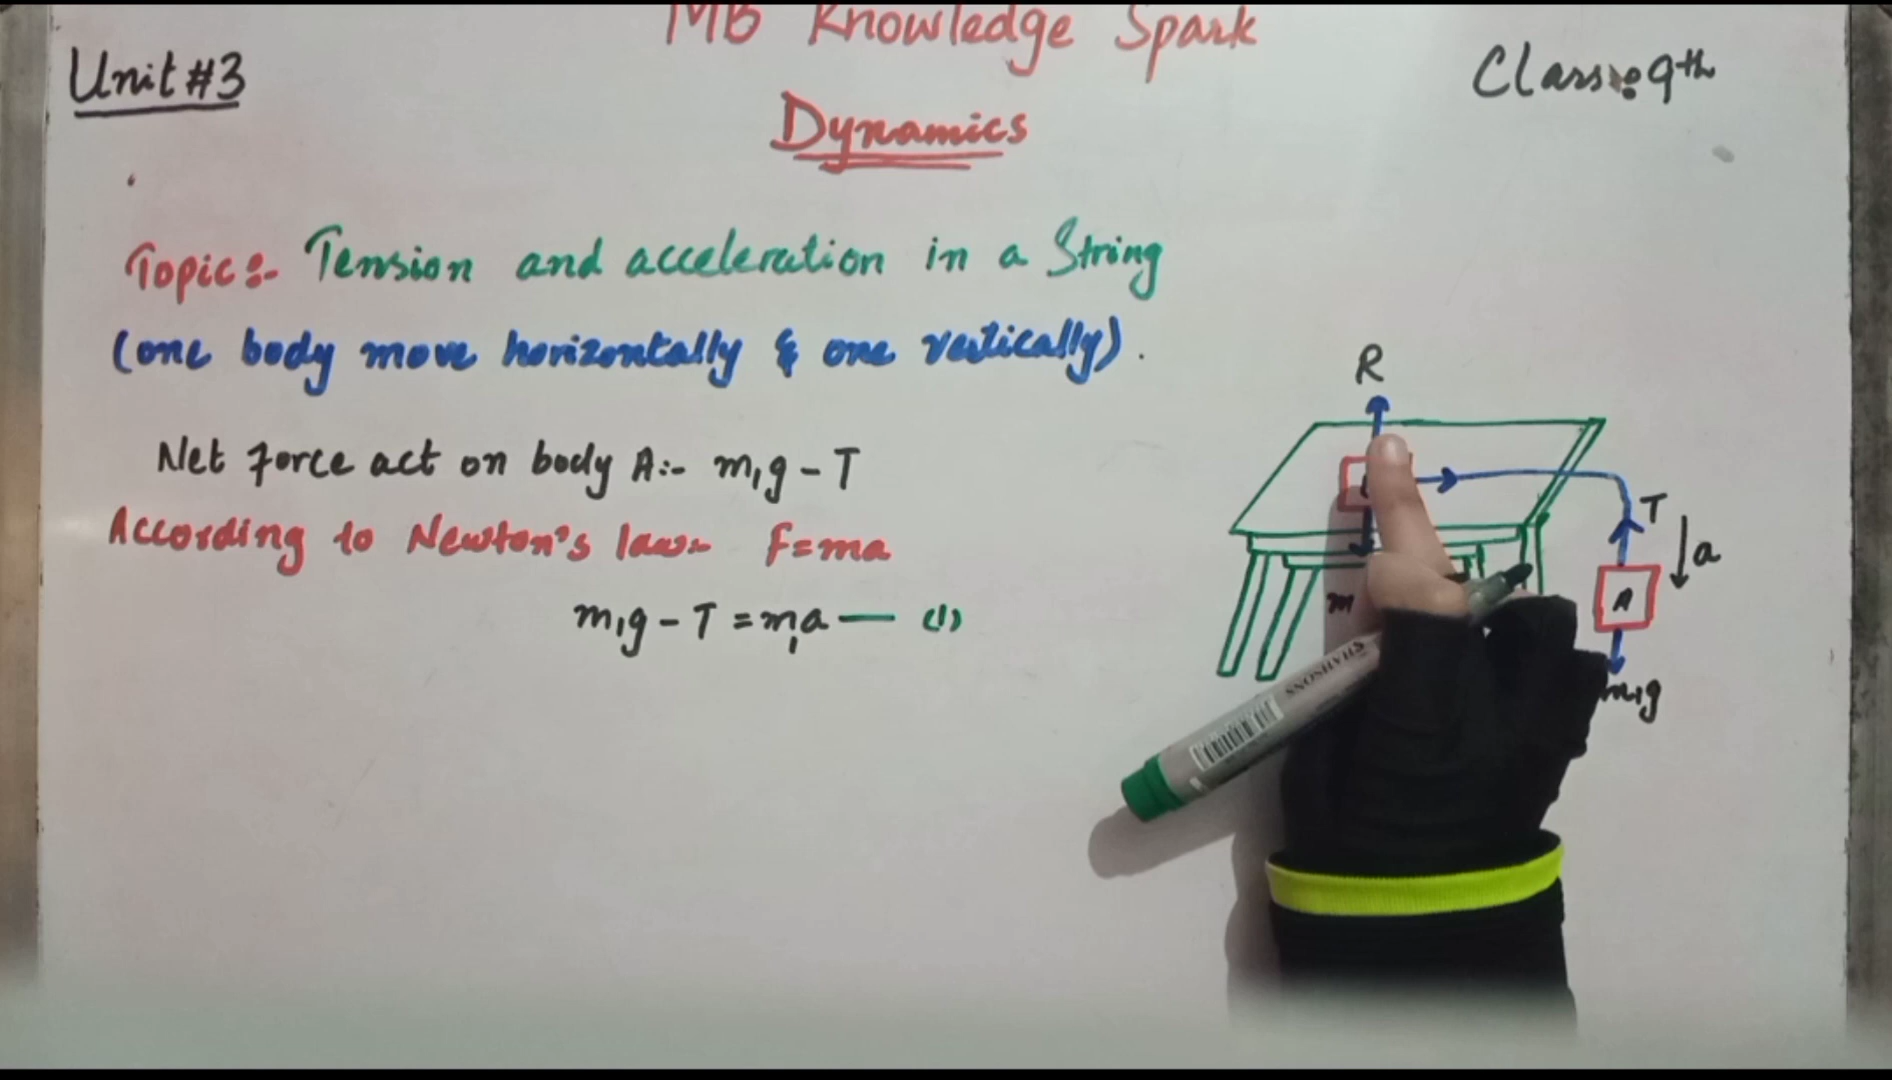 MB Knowledge Spark
Unit #3
Class: 9th
Dynamics
Topic:- Tension and acceleration in a String
(one body move horizontally & one vertically).
Net force act on body A:- m₁g - T
According to Newton's law:- F=ma
m₁g - T = m₁a — (1)
R
T
a
A
m
m₁g
SNOSHAHS